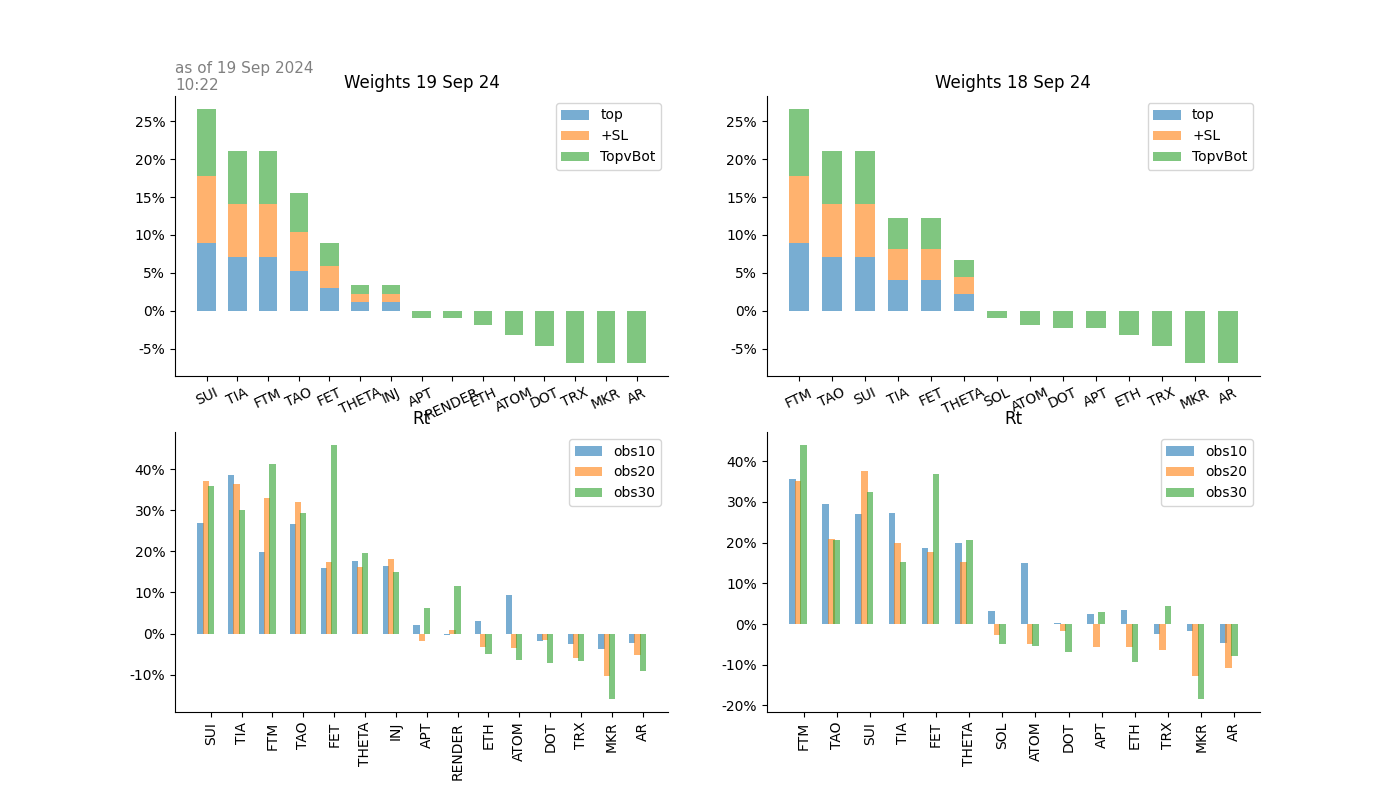 as of 19 Sep 2024
10:22
Weights 19 Sep 24
25%
20%
15%
10%
5%
0%
-5%
top
+SL
TopvBot
SUI TIA FTM TAO FET THETA INJ APT RENDER ETH ATOM DOT TRX MKR AR
Weights 18 Sep 24
25%
20%
15%
10%
5%
0%
-5%
top
+SL
TopvBot
FTM TAO SUI TIA FET THETA SOL ATOM DOT APT ETH TRX MKR AR
Rt
40%
30%
20%
10%
0%
-10%
obs10
obs20
obs30
SUI TIA FTM TAO FET THETA INJ APT RENDER ETH ATOM DOT TRX MKR AR
Rt
40%
30%
20%
10%
0%
-10%
-20%
obs10
obs20
obs30
FTM TAO SUI TIA FET THETA SOL ATOM DOT APT ETH TRX MKR AR